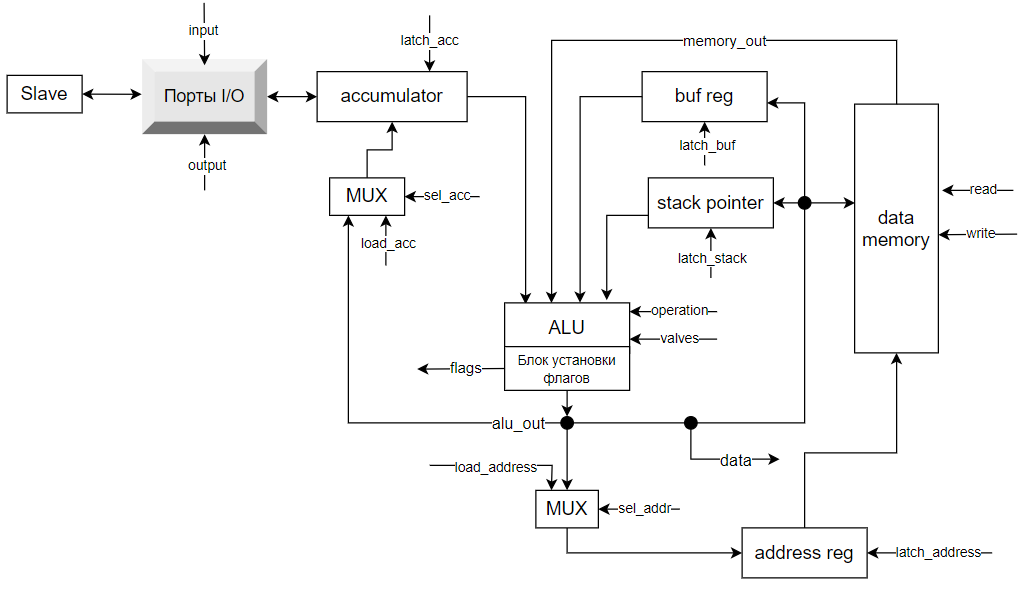 input
latch_acc
memory_out
Slave
Порты I/O
accumulator
buf reg
latch_buf
output
MUX
sel_acc
load_acc
stack pointer
latch_stack
data
memory
read
write
ALU
operation
valves
Блок установки
флагов
flags
alu_out
data
load_address
MUX
sel_addr
address reg
latch_address